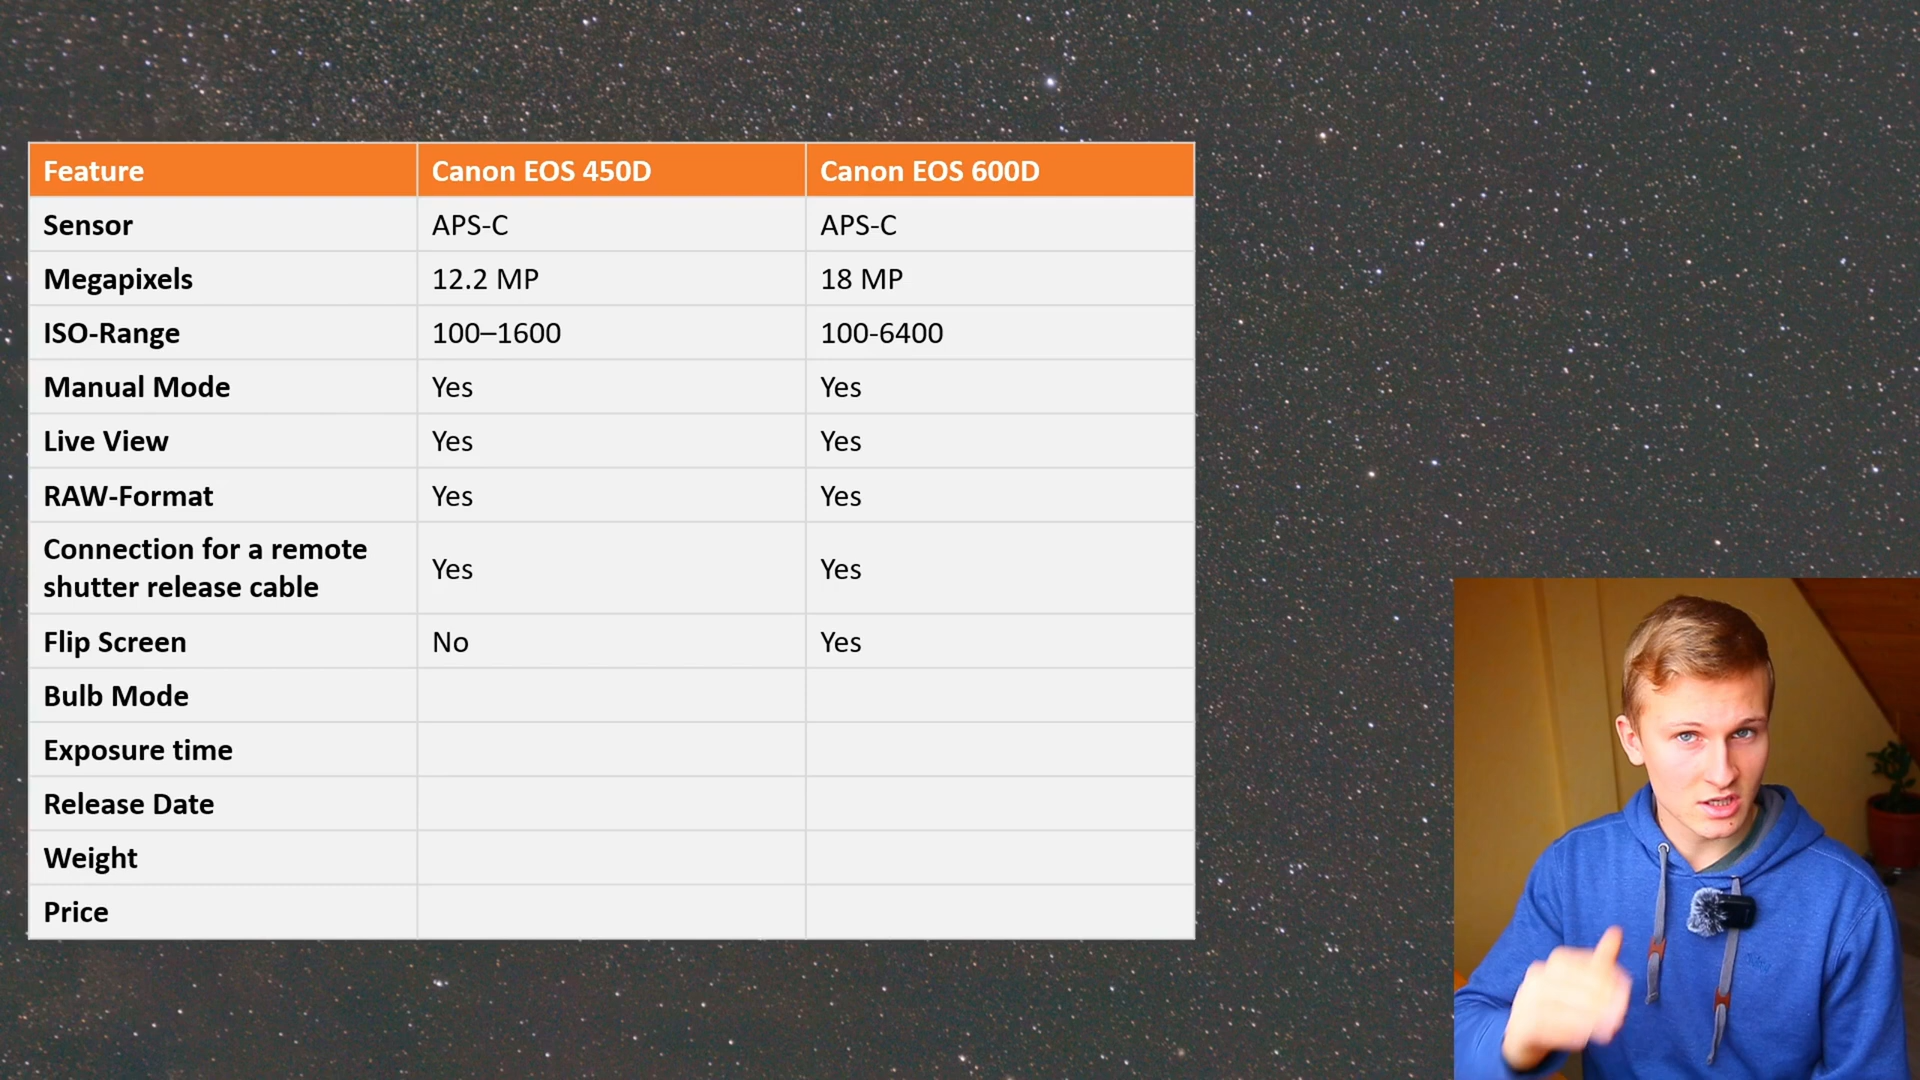 Feature Canon EOS 450D Canon EOS 600D
Sensor APS-C APS-C
Megapixels 12.2 MP 18 MP
ISO-Range 100–1600 100-6400
Manual Mode Yes Yes
Live View Yes Yes
RAW-Format Yes Yes
Connection for a remote
shutter release cable Yes Yes
Flip Screen No Yes
Bulb Mode
Exposure time
Release Date
Weight
Price